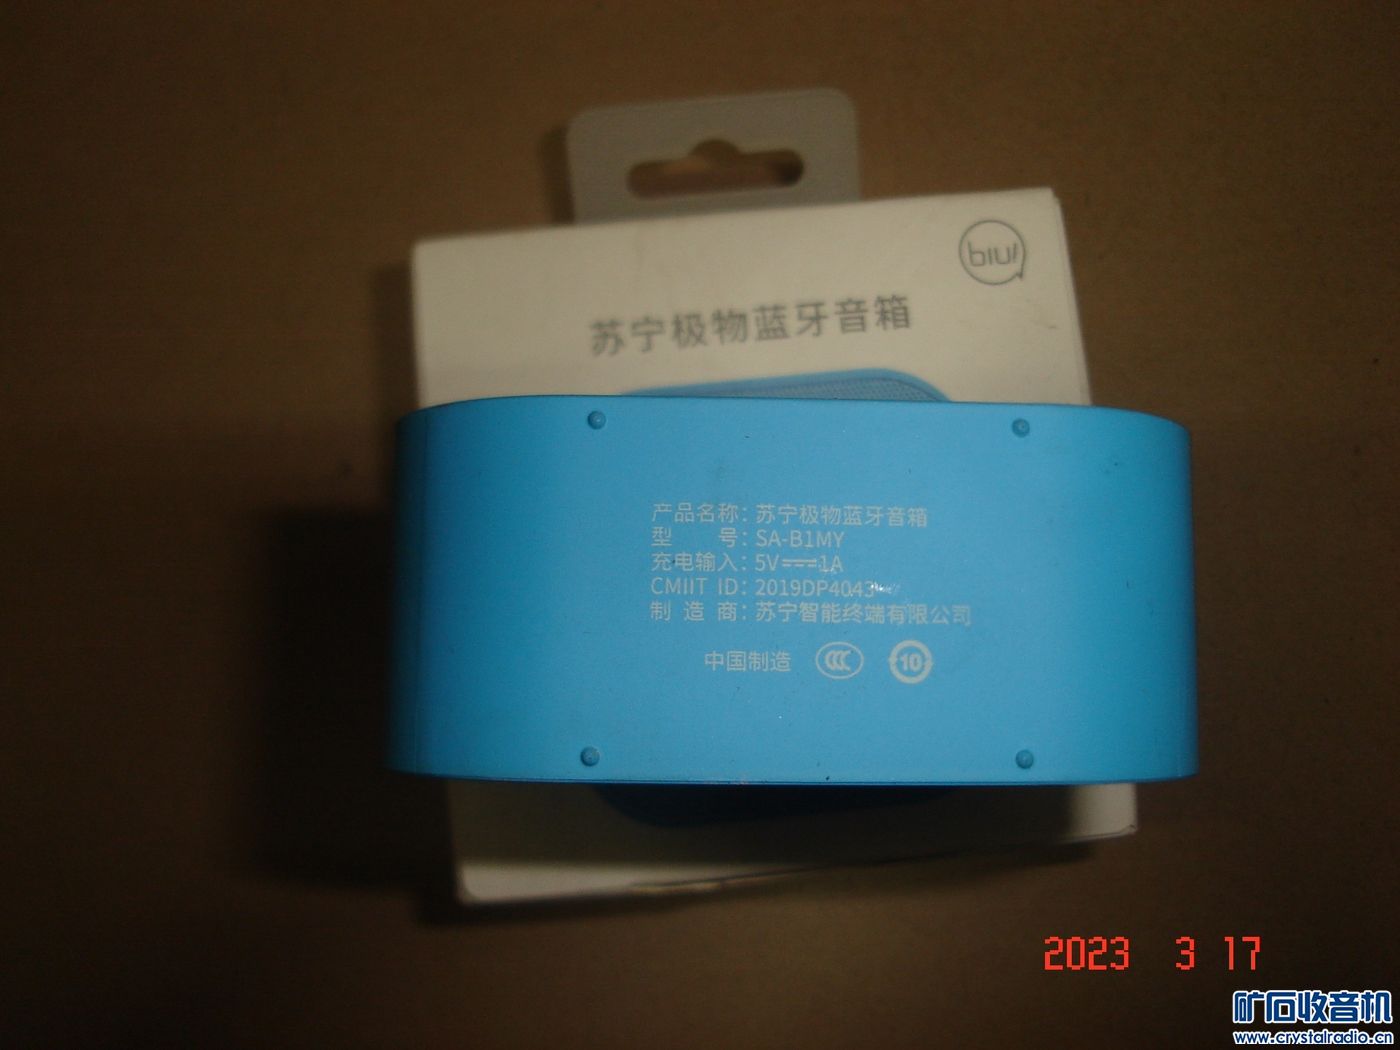 biu!
苏宁极物蓝牙音箱
产品名称：苏宁极物蓝牙音箱
型 号：SA-B1MY
充电输入：5V⎓1A
CMIIT ID：2019DP4043
制 造 商：苏宁智能终端有限公司
中国制造 CCC 10
2023 3 17
矿石收音机
www.crystalradio.cn